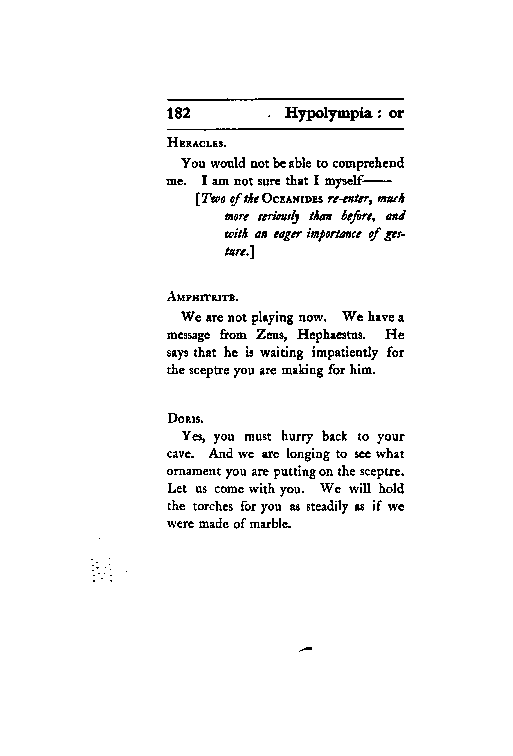 182 Hypolympia : or
HERACLES.
You would not be able to comprehend
me. I am not sure that I myself——
[Two of the OCEANIDES re-enter, much
more seriously than before, and
with an eager importance of ges-
ture.]
AMPHITRITE.
We are not playing now. We have a
message from Zeus, Hephaestus. He
says that he is waiting impatiently for
the sceptre you are making for him.
DORIS.
Yes, you must hurry back to your
cave. And we are longing to see what
ornament you are putting on the sceptre.
Let us come with you. We will hold
the torches for you as steadily as if we
were made of marble.